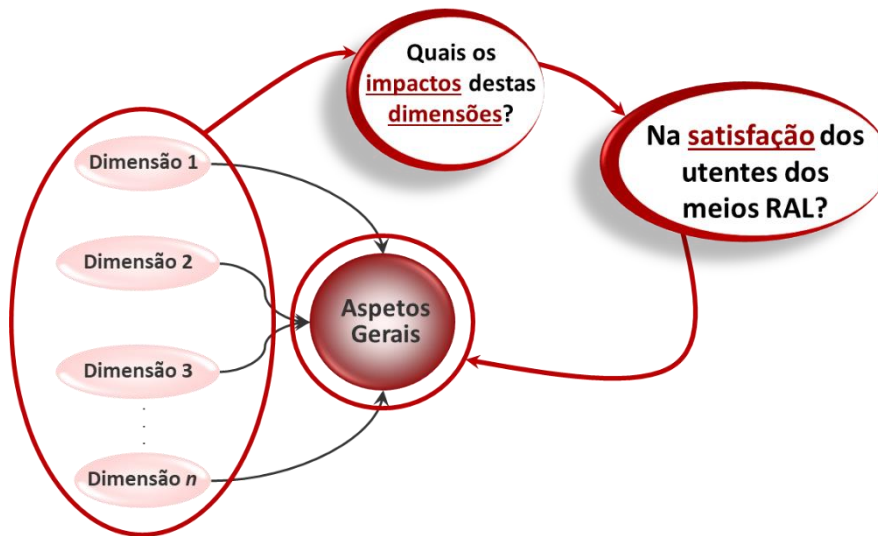 Quais os
impactos destas
dimensões?
Na satisfação dos
utentes dos
meios RAL?
Dimensão 1
Dimensão 2
Dimensão 3
Dimensão n
Aspetos
Gerais